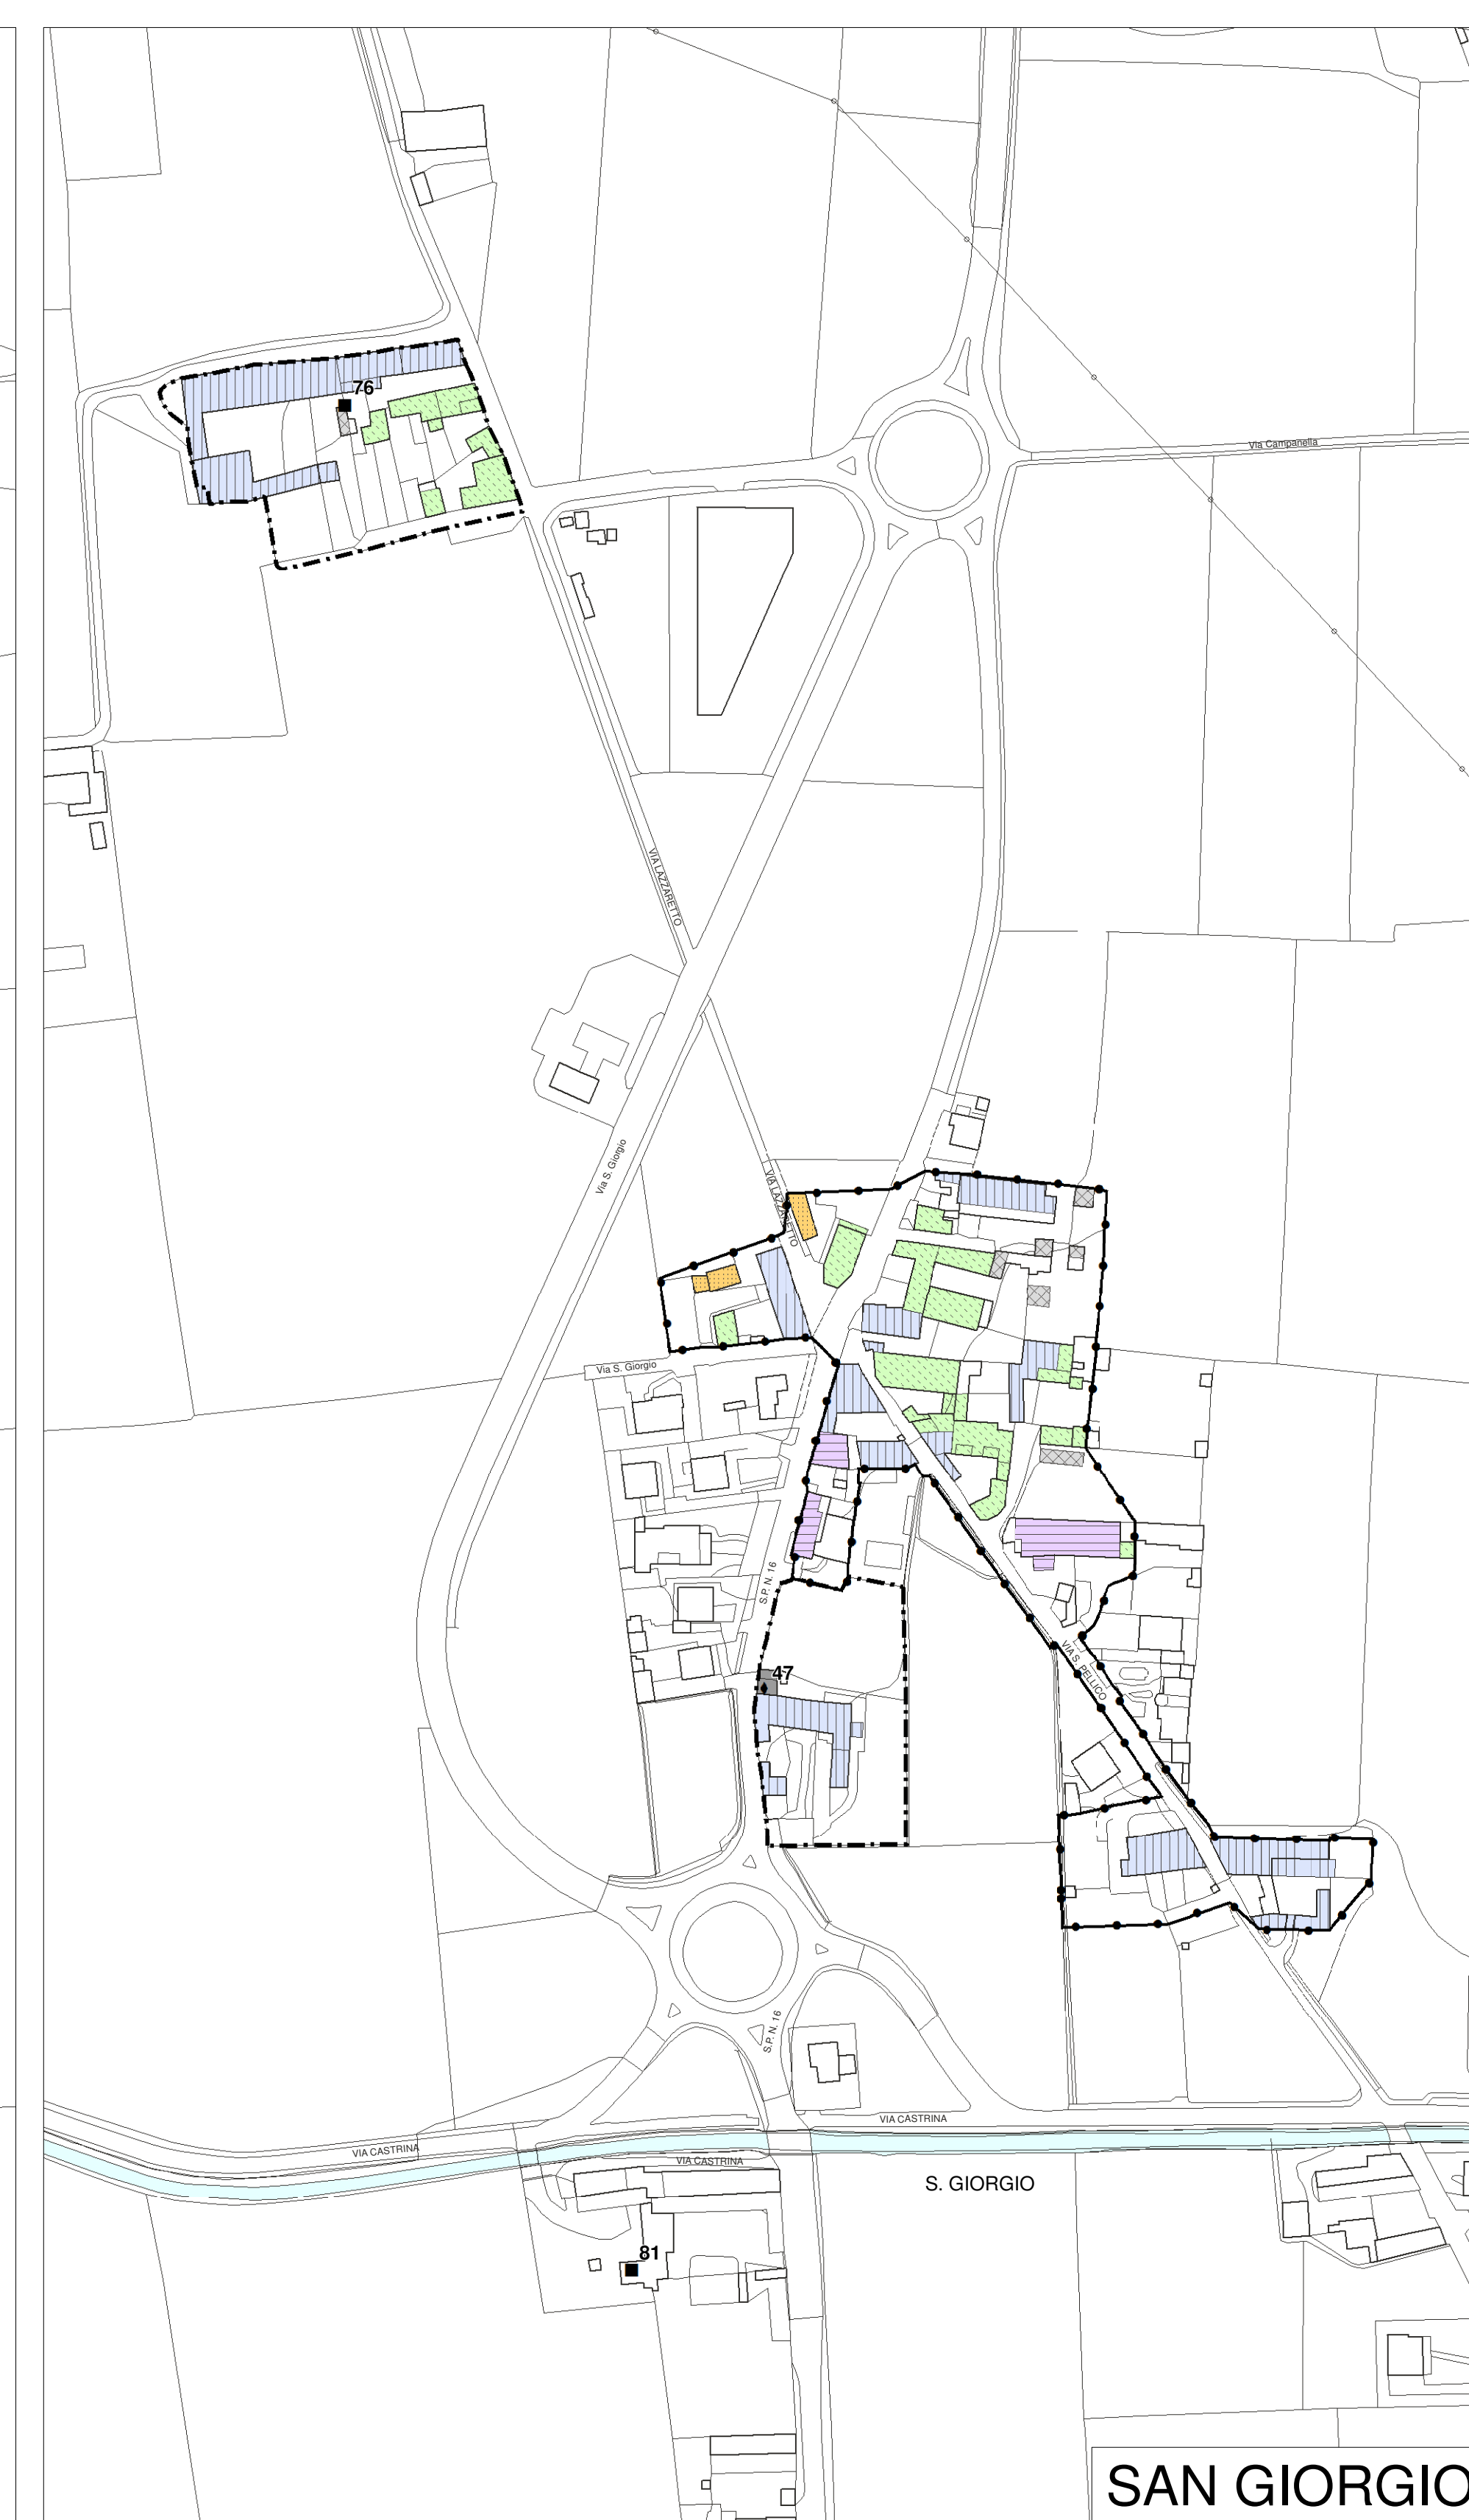 76
Via Campanella
VIA LAZZARETTO
Via S. Giorgio
VIA LAZZARETTO
Via S. Giorgio
S.P. N. 16
VIA S. PELLICO
47
S.P. N. 16
VIA CASTRINA
VIA CASTRINA
VIA CASTRINA
S. GIORGIO
81
SAN GIORGIO